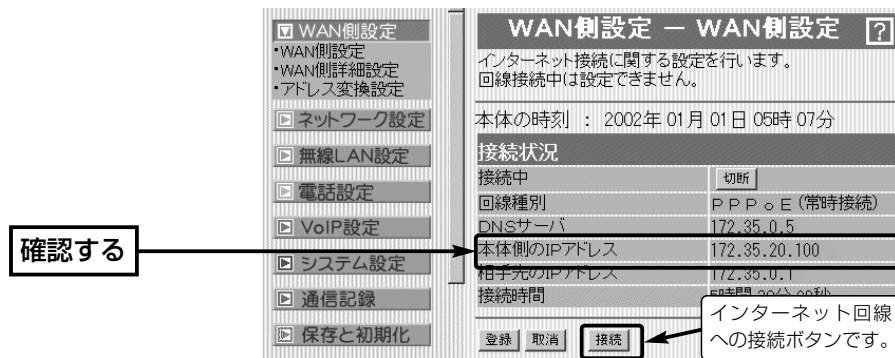 WAN側設定
・WAN側設定
・WAN側詳細設定
・アドレス変換設定
ネットワーク設定
無線LAN設定
電話設定
VoIP設定
システム設定
通信記録
保存と初期化
確認する
WAN側設定 － WAN側設定 ?
インターネット接続に関する設定を行います。
回線接続中は設定できません。
本体の時刻 ： 2002年 01月 01日 05時 07分
接続状況
接続中 切断
回線種別 ＰＰＰｏＥ（常時接続）
DNSサーバ 172.35.0.5
本体側のIPアドレス 172.35.20.100
相手先のIPアドレス 172.35.0.1
接続時間 5時間
登録 取消 接続
インターネット回線
への接続ボタンです。